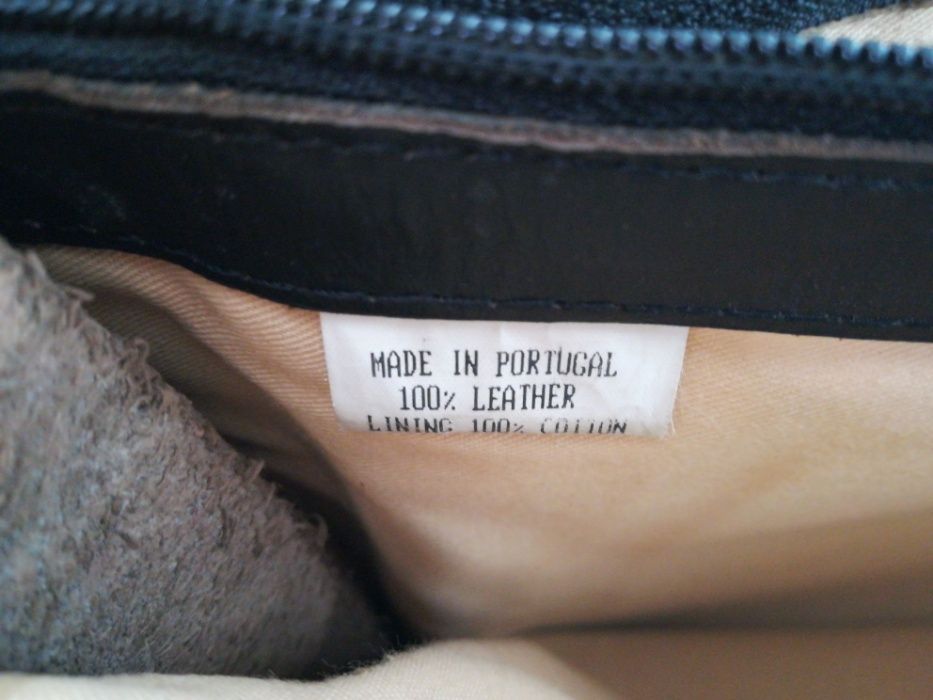 MADE IN PORTUGAL
100% LEATHER
LINING 100% COTTON